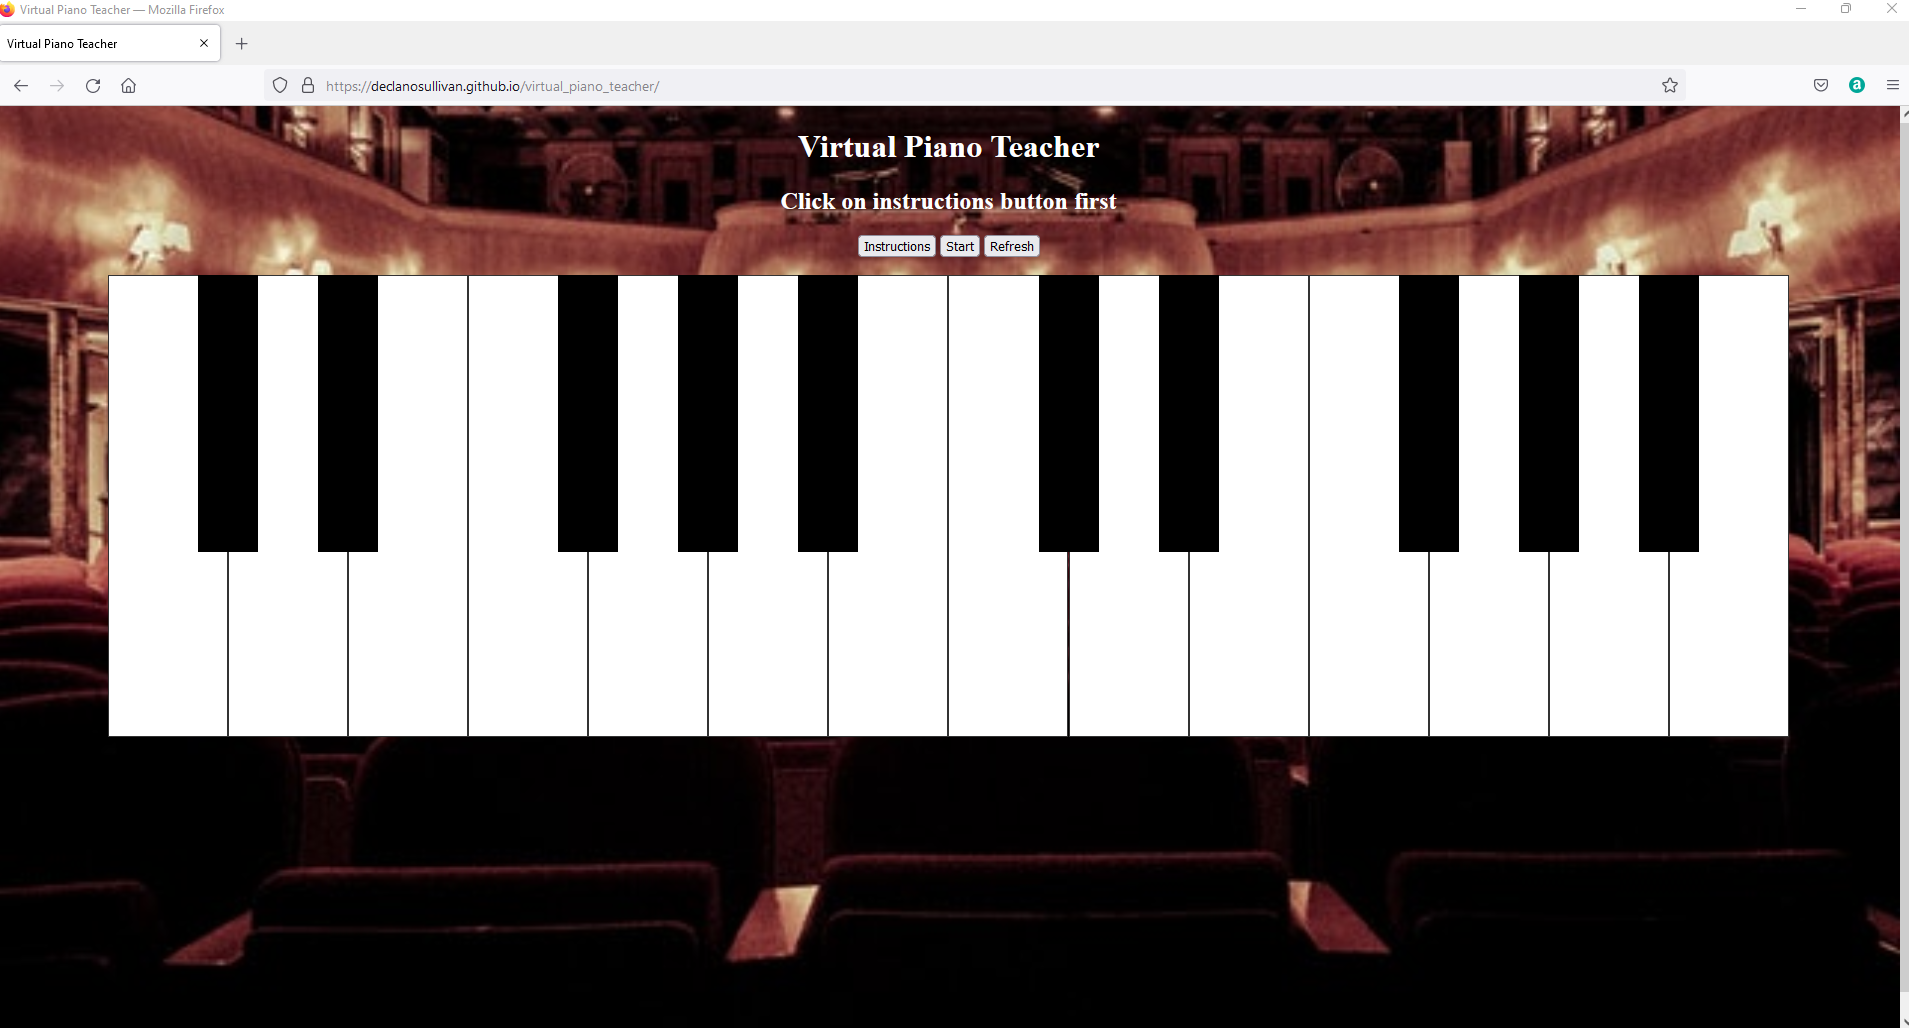 Virtual Piano Teacher — Mozilla Firefox
Virtual Piano Teacher
https://declanosullivan.github.io/virtual_piano_teacher/
a
Virtual Piano Teacher
Click on instructions button first
Instructions Start Refresh